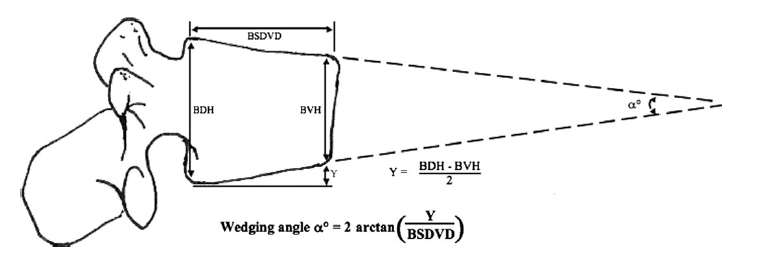 BSDVD
BDH
BVH
α°
Y
Y = BDH - BVH / 2
Wedging angle α° = 2 arctan(Y / BSDVD)